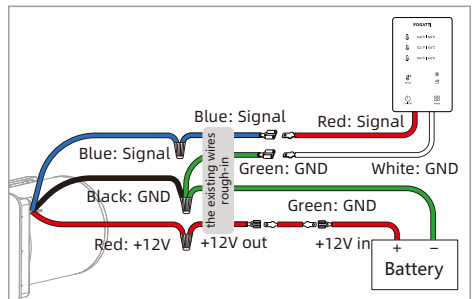 FOGATTI
Blue: Signal
Red: Signal
Blue: Signal
the existing wires
rough-in
Green: GND
White: GND
Black: GND
Green: GND
Red: +12V
+12V out
+12V in
+
−
Battery